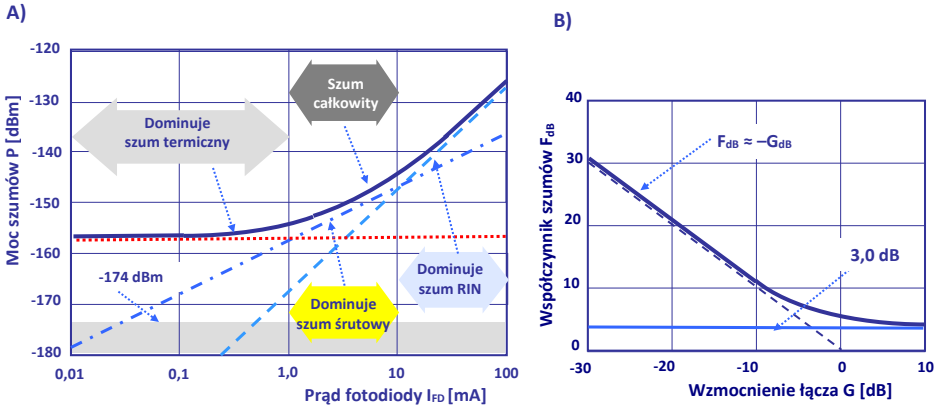 A)
Moc szumów P [dBm]
-120
-130
-140
-150
-160
-170
-180
0,01
0,1
1,0
10
100
Prąd fotodiody IFD [mA]
Dominuje
szum termiczny
Szum
całkowity
-174 dBm
Dominuje
szum śrutowy
Dominuje
szum RIN
B)
Współczynnik szumów FdB
40
30
20
10
0
-30
-20
-10
0
10
Wzmocnienie łącza G [dB]
FdB ≈ –GdB
3,0 dB